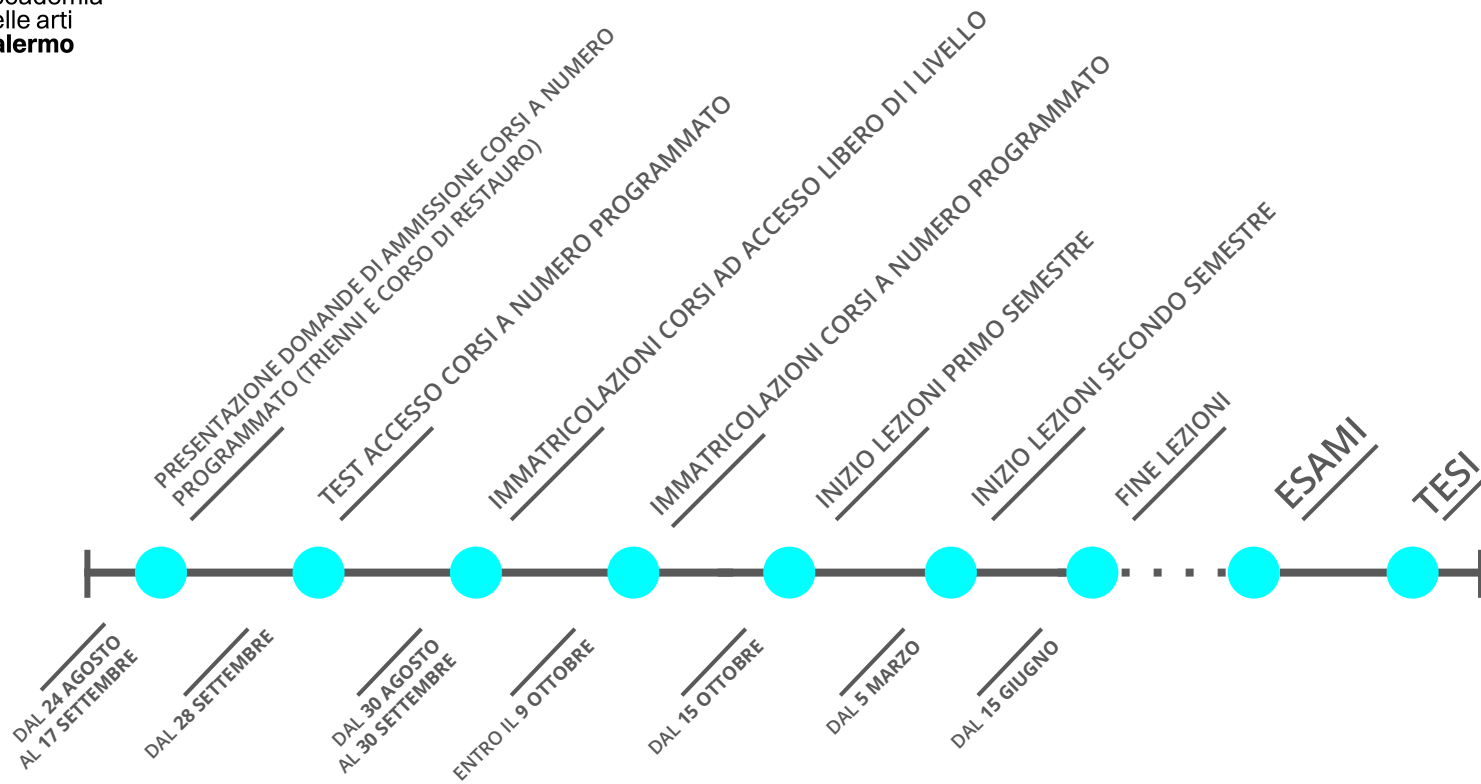 cademia
elle arti
alermo
PRESENTAZIONE DOMANDE DI AMMISSIONE CORSI A NUMERO
PROGRAMMATO (TRIENNI E CORSO DI RESTAURO)
TEST ACCESSO CORSI A NUMERO PROGRAMMATO
IMMATRICOLAZIONI CORSI AD ACCESSO LIBERO DI I LIVELLO
IMMATRICOLAZIONI CORSI A NUMERO PROGRAMMATO
INIZIO LEZIONI PRIMO SEMESTRE
INIZIO LEZIONI SECONDO SEMESTRE
FINE LEZIONI
ESAMI
TESI
DAL 24 AGOSTO
AL 17 SETTEMBRE
DAL 28 SETTEMBRE
DAL 30 AGOSTO
AL 30 SETTEMBRE
ENTRO IL 9 OTTOBRE
DAL 15 OTTOBRE
DAL 5 MARZO
DAL 15 GIUGNO